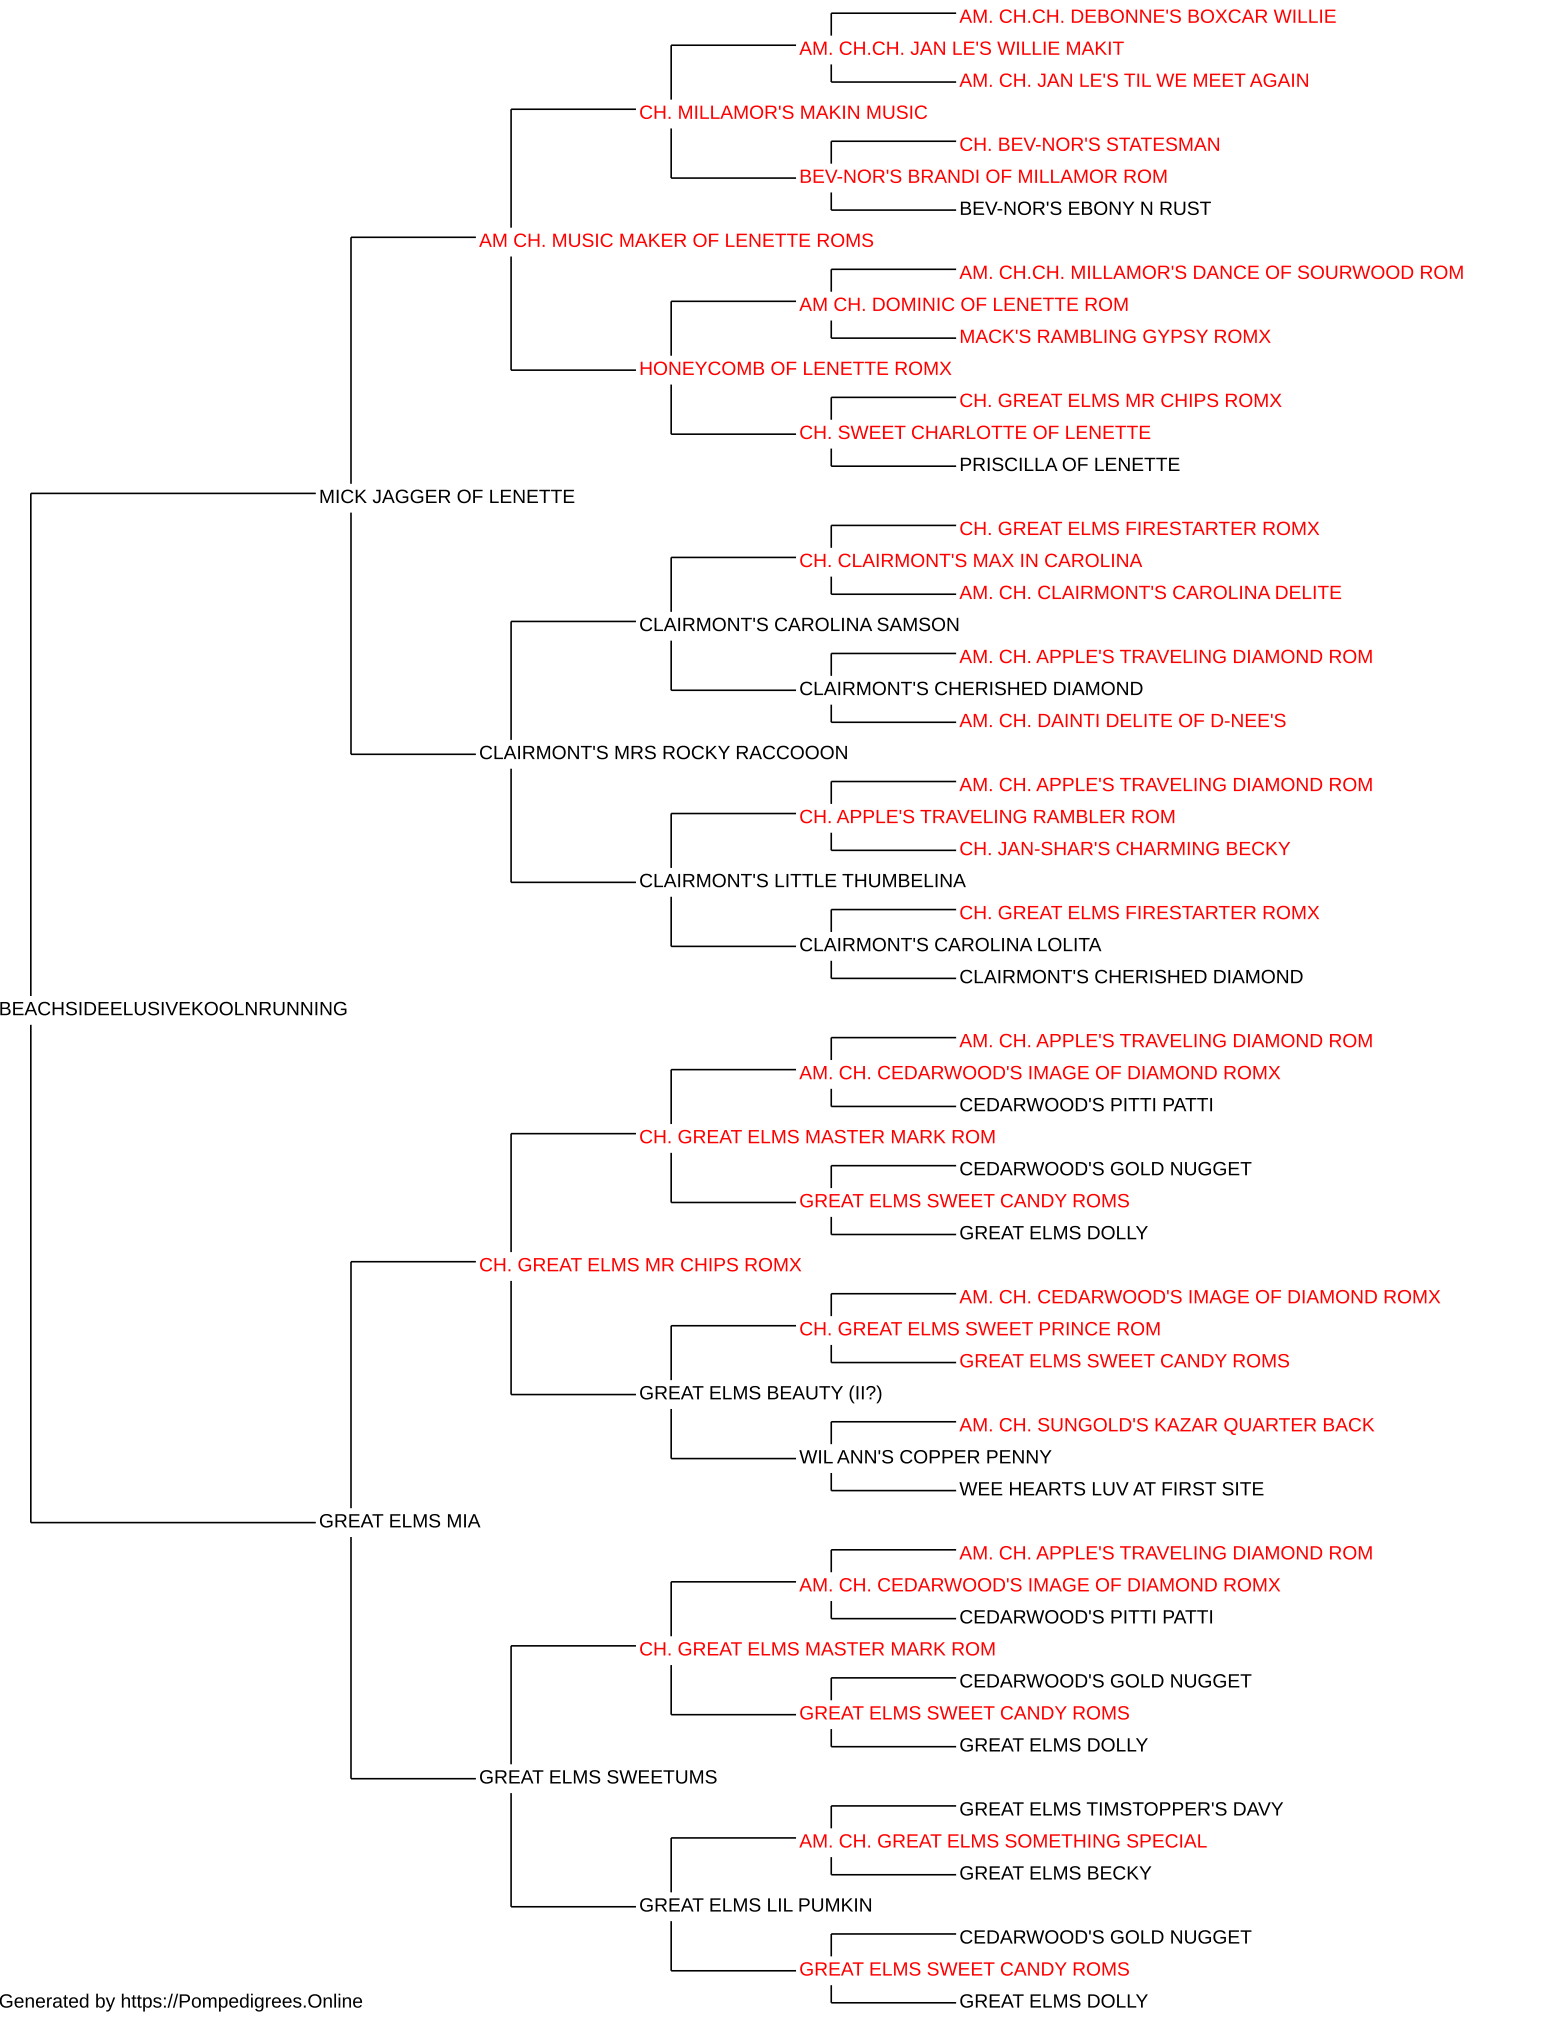 AM. CH.CH. DEBONNE'S BOXCAR WILLIE
AM. CH.CH. JAN LE'S WILLIE MAKIT
AM. CH. JAN LE'S TIL WE MEET AGAIN
CH. MILLAMOR'S MAKIN MUSIC
CH. BEV-NOR'S STATESMAN
BEV-NOR'S BRANDI OF MILLAMOR ROM
BEV-NOR'S EBONY N RUST
AM CH. MUSIC MAKER OF LENETTE ROMS
AM. CH.CH. MILLAMOR'S DANCE OF SOURWOOD ROM
AM CH. DOMINIC OF LENETTE ROM
MACK'S RAMBLING GYPSY ROMX
HONEYCOMB OF LENETTE ROMX
CH. GREAT ELMS MR CHIPS ROMX
CH. SWEET CHARLOTTE OF LENETTE
PRISCILLA OF LENETTE
MICK JAGGER OF LENETTE
CH. GREAT ELMS FIRESTARTER ROMX
CH. CLAIRMONT'S MAX IN CAROLINA
AM. CH. CLAIRMONT'S CAROLINA DELITE
CLAIRMONT'S CAROLINA SAMSON
AM. CH. APPLE'S TRAVELING DIAMOND ROM
CLAIRMONT'S CHERISHED DIAMOND
AM. CH. DAINTI DELITE OF D-NEE'S
CLAIRMONT'S MRS ROCKY RACCOOON
AM. CH. APPLE'S TRAVELING DIAMOND ROM
CH. APPLE'S TRAVELING RAMBLER ROM
CH. JAN-SHAR'S CHARMING BECKY
CLAIRMONT'S LITTLE THUMBELINA
CH. GREAT ELMS FIRESTARTER ROMX
CLAIRMONT'S CAROLINA LOLITA
CLAIRMONT'S CHERISHED DIAMOND
BEACHSIDEELUSIVEKOOLNRUNNING
AM. CH. APPLE'S TRAVELING DIAMOND ROM
AM. CH. CEDARWOOD'S IMAGE OF DIAMOND ROMX
CEDARWOOD'S PITTI PATTI
CH. GREAT ELMS MASTER MARK ROM
CEDARWOOD'S GOLD NUGGET
GREAT ELMS SWEET CANDY ROMS
GREAT ELMS DOLLY
CH. GREAT ELMS MR CHIPS ROMX
AM. CH. CEDARWOOD'S IMAGE OF DIAMOND ROMX
CH. GREAT ELMS SWEET PRINCE ROM
GREAT ELMS SWEET CANDY ROMS
GREAT ELMS BEAUTY (II?)
AM. CH. SUNGOLD'S KAZAR QUARTER BACK
WIL ANN'S COPPER PENNY
WEE HEARTS LUV AT FIRST SITE
GREAT ELMS MIA
AM. CH. APPLE'S TRAVELING DIAMOND ROM
AM. CH. CEDARWOOD'S IMAGE OF DIAMOND ROMX
CEDARWOOD'S PITTI PATTI
CH. GREAT ELMS MASTER MARK ROM
CEDARWOOD'S GOLD NUGGET
GREAT ELMS SWEET CANDY ROMS
GREAT ELMS DOLLY
GREAT ELMS SWEETUMS
GREAT ELMS TIMSTOPPER'S DAVY
AM. CH. GREAT ELMS SOMETHING SPECIAL
GREAT ELMS BECKY
GREAT ELMS LIL PUMKIN
CEDARWOOD'S GOLD NUGGET
GREAT ELMS SWEET CANDY ROMS
GREAT ELMS DOLLY
Generated by https://Pompedigrees.Online